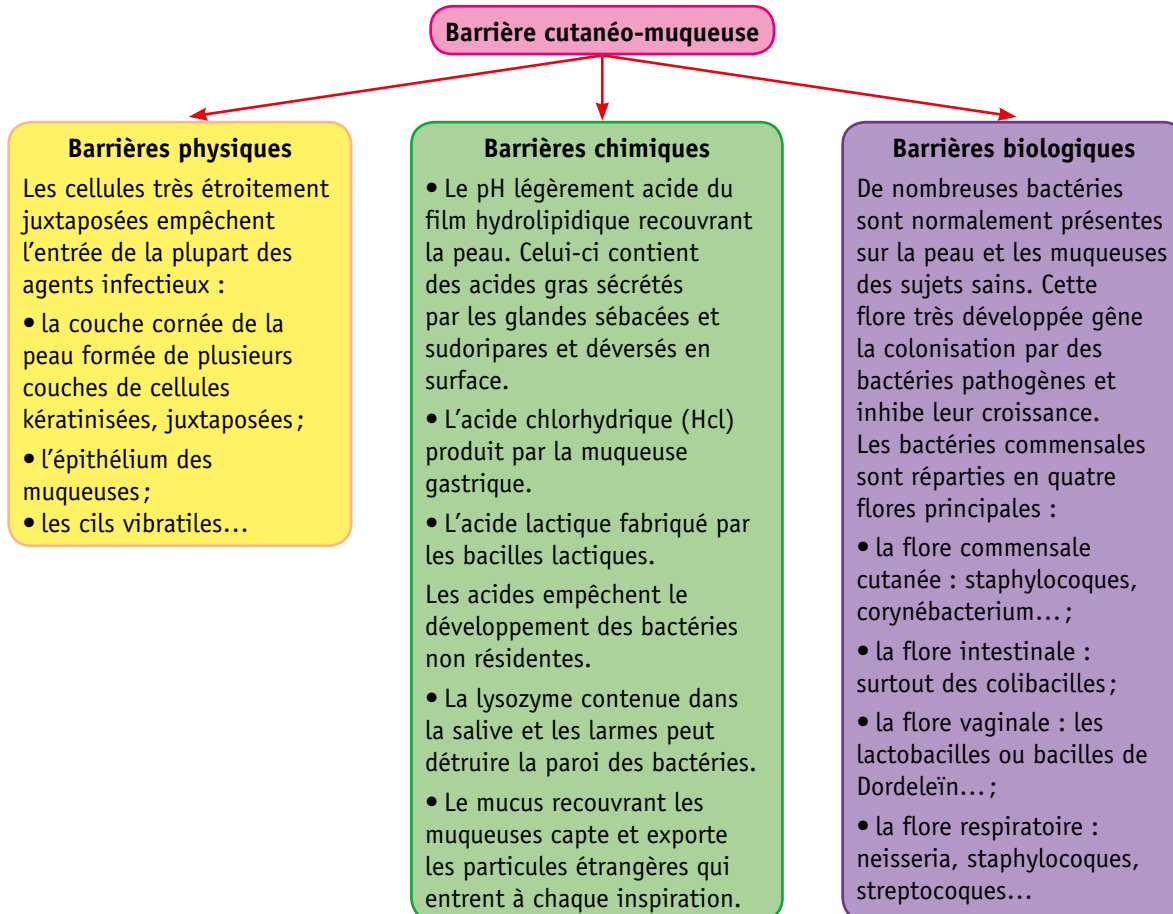 Barrière cutanéo-muqueuse
Barrières physiques
Les cellules très étroitement
juxtaposées empêchent
l'entrée de la plupart des
agents infectieux :
• la couche cornée de la
peau formée de plusieurs
couches de cellules
kératinisées, juxtaposées ;
• l'épithélium des
muqueuses ;
• les cils vibratiles…
Barrières chimiques
• Le pH légèrement acide du
film hydrolipidique recouvrant
la peau. Celui-ci contient
des acides gras sécrétés
par les glandes sébacées et
sudoripares et déversés en
surface.
• L'acide chlorhydrique (Hcl)
produit par la muqueuse
gastrique.
• L'acide lactique fabriqué par
les bacilles lactiques.
Les acides empêchent le
développement des bactéries
non résidentes.
• La lysozyme contenue dans
la salive et les larmes peut
détruire la paroi des bactéries.
• Le mucus recouvrant les
muqueuses capte et exporte
les particules étrangères qui
entrent à chaque inspiration.
Barrières biologiques
De nombreuses bactéries
sont normalement présentes
sur la peau et les muqueuses
des sujets sains. Cette
flore très développée gêne
la colonisation par des
bactéries pathogènes et
inhibe leur croissance.
Les bactéries commensales
sont réparties en quatre
flores principales :
• la flore commensale
cutanée : staphylocoques,
corynébacterium… ;
• la flore intestinale :
surtout des colibacilles ;
• la flore vaginale : les
lactobacilles ou bacilles de
Dordeleïn… ;
• la flore respiratoire :
neisseria, staphylocoques,
streptocoques…